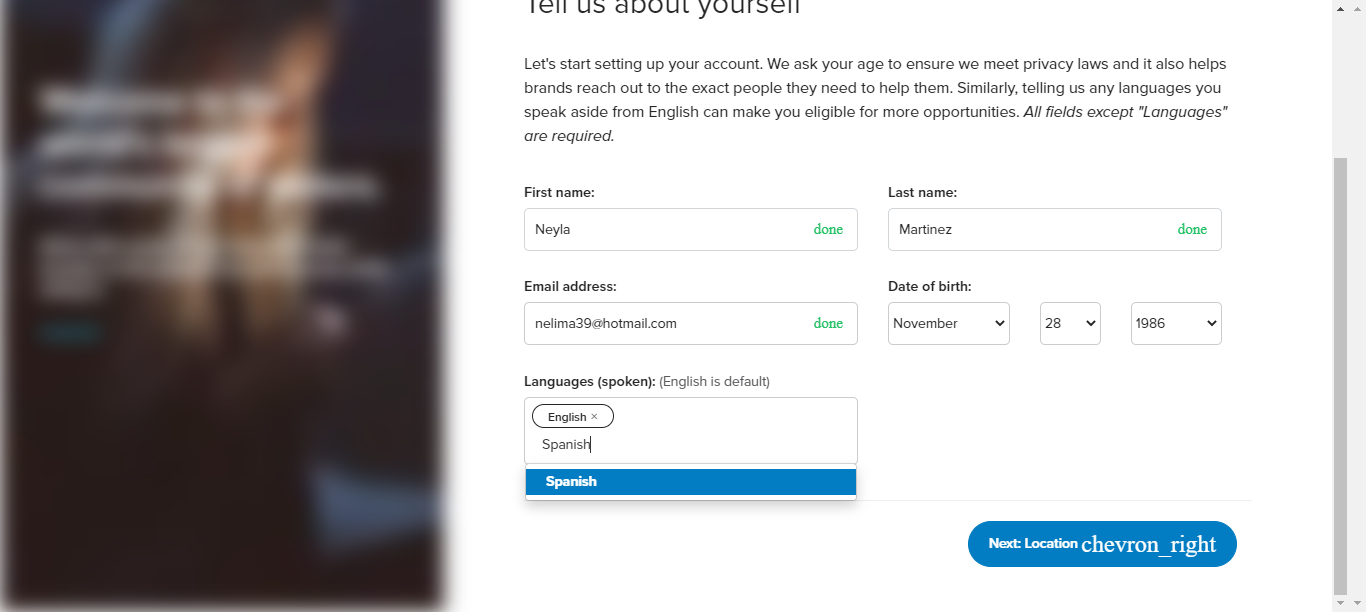 Tell us about yourself
Let's start setting up your account. We ask your age to ensure we meet privacy laws and it also helps
brands reach out to the exact people they need to help them. Similarly, telling us any languages you
speak aside from English can make you eligible for more opportunities. All fields except "Languages"
are required.
First name: Last name:
Neyla done Martinez done
Email address: Date of birth:
nelima39@hotmail.com done November 28 1986
Languages (spoken): (English is default)
English ×
Spanish
Spanish
Next: Location chevron_right